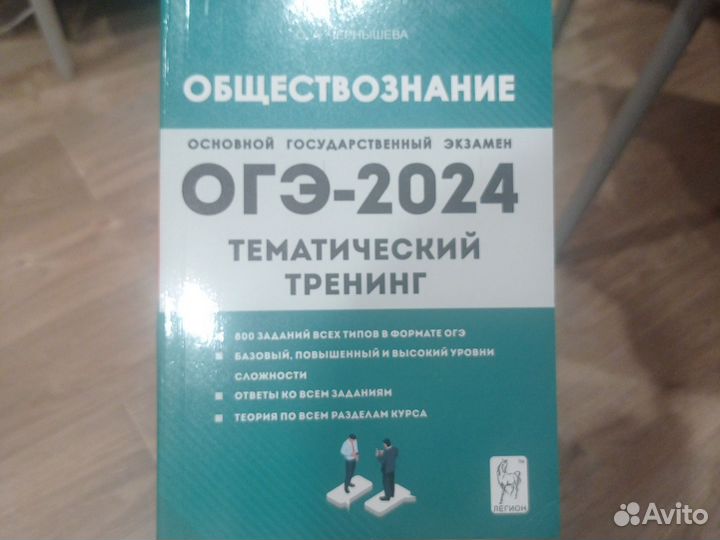 ЧЕРНЫШЕВА
ОБЩЕСТВОЗНАНИЕ
ОСНОВНОЙ ГОСУДАРСТВЕННЫЙ ЭКЗАМЕН
ОГЭ-2024
ТЕМАТИЧЕСКИЙ
ТРЕНИНГ
800 ЗАДАНИЙ ВСЕХ ТИПОВ В ФОРМАТЕ ОГЭ
БАЗОВЫЙ, ПОВЫШЕННЫЙ И ВЫСОКИЙ УРОВНИ
СЛОЖНОСТИ
ОТВЕТЫ КО ВСЕМ ЗАДАНИЯМ
ТЕОРИЯ ПО ВСЕМ РАЗДЕЛАМ КУРСА
ЛЕГИОН
Avito